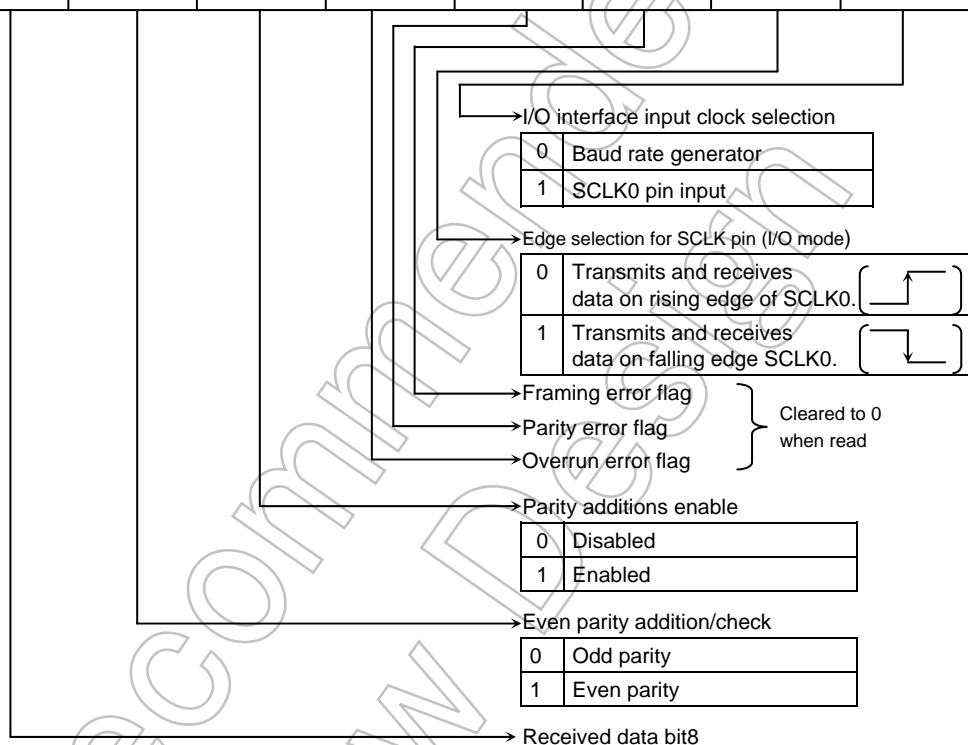 I/O interface input clock selection
0 Baud rate generator
1 SCLK0 pin input
Edge selection for SCLK pin (I/O mode)
0 Transmits and receives
data on rising edge of SCLK0.
1 Transmits and receives
data on falling edge SCLK0.
Framing error flag
Parity error flag
Overrun error flag
Cleared to 0
when read
Parity additions enable
0 Disabled
1 Enabled
Even parity addition/check
0 Odd parity
1 Even parity
Received data bit8
ecommende
w Design